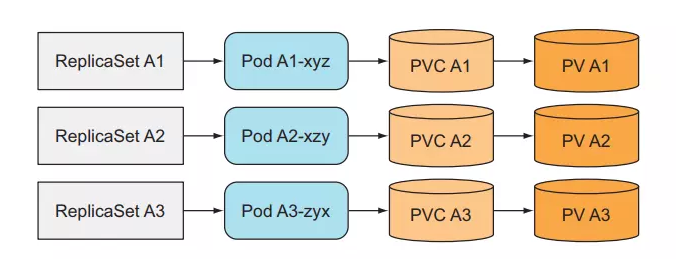 ReplicaSet A1
Pod A1-xyz
PVC A1
PV A1
ReplicaSet A2
Pod A2-xzy
PVC A2
PV A2
ReplicaSet A3
Pod A3-zyx
PVC A3
PV A3